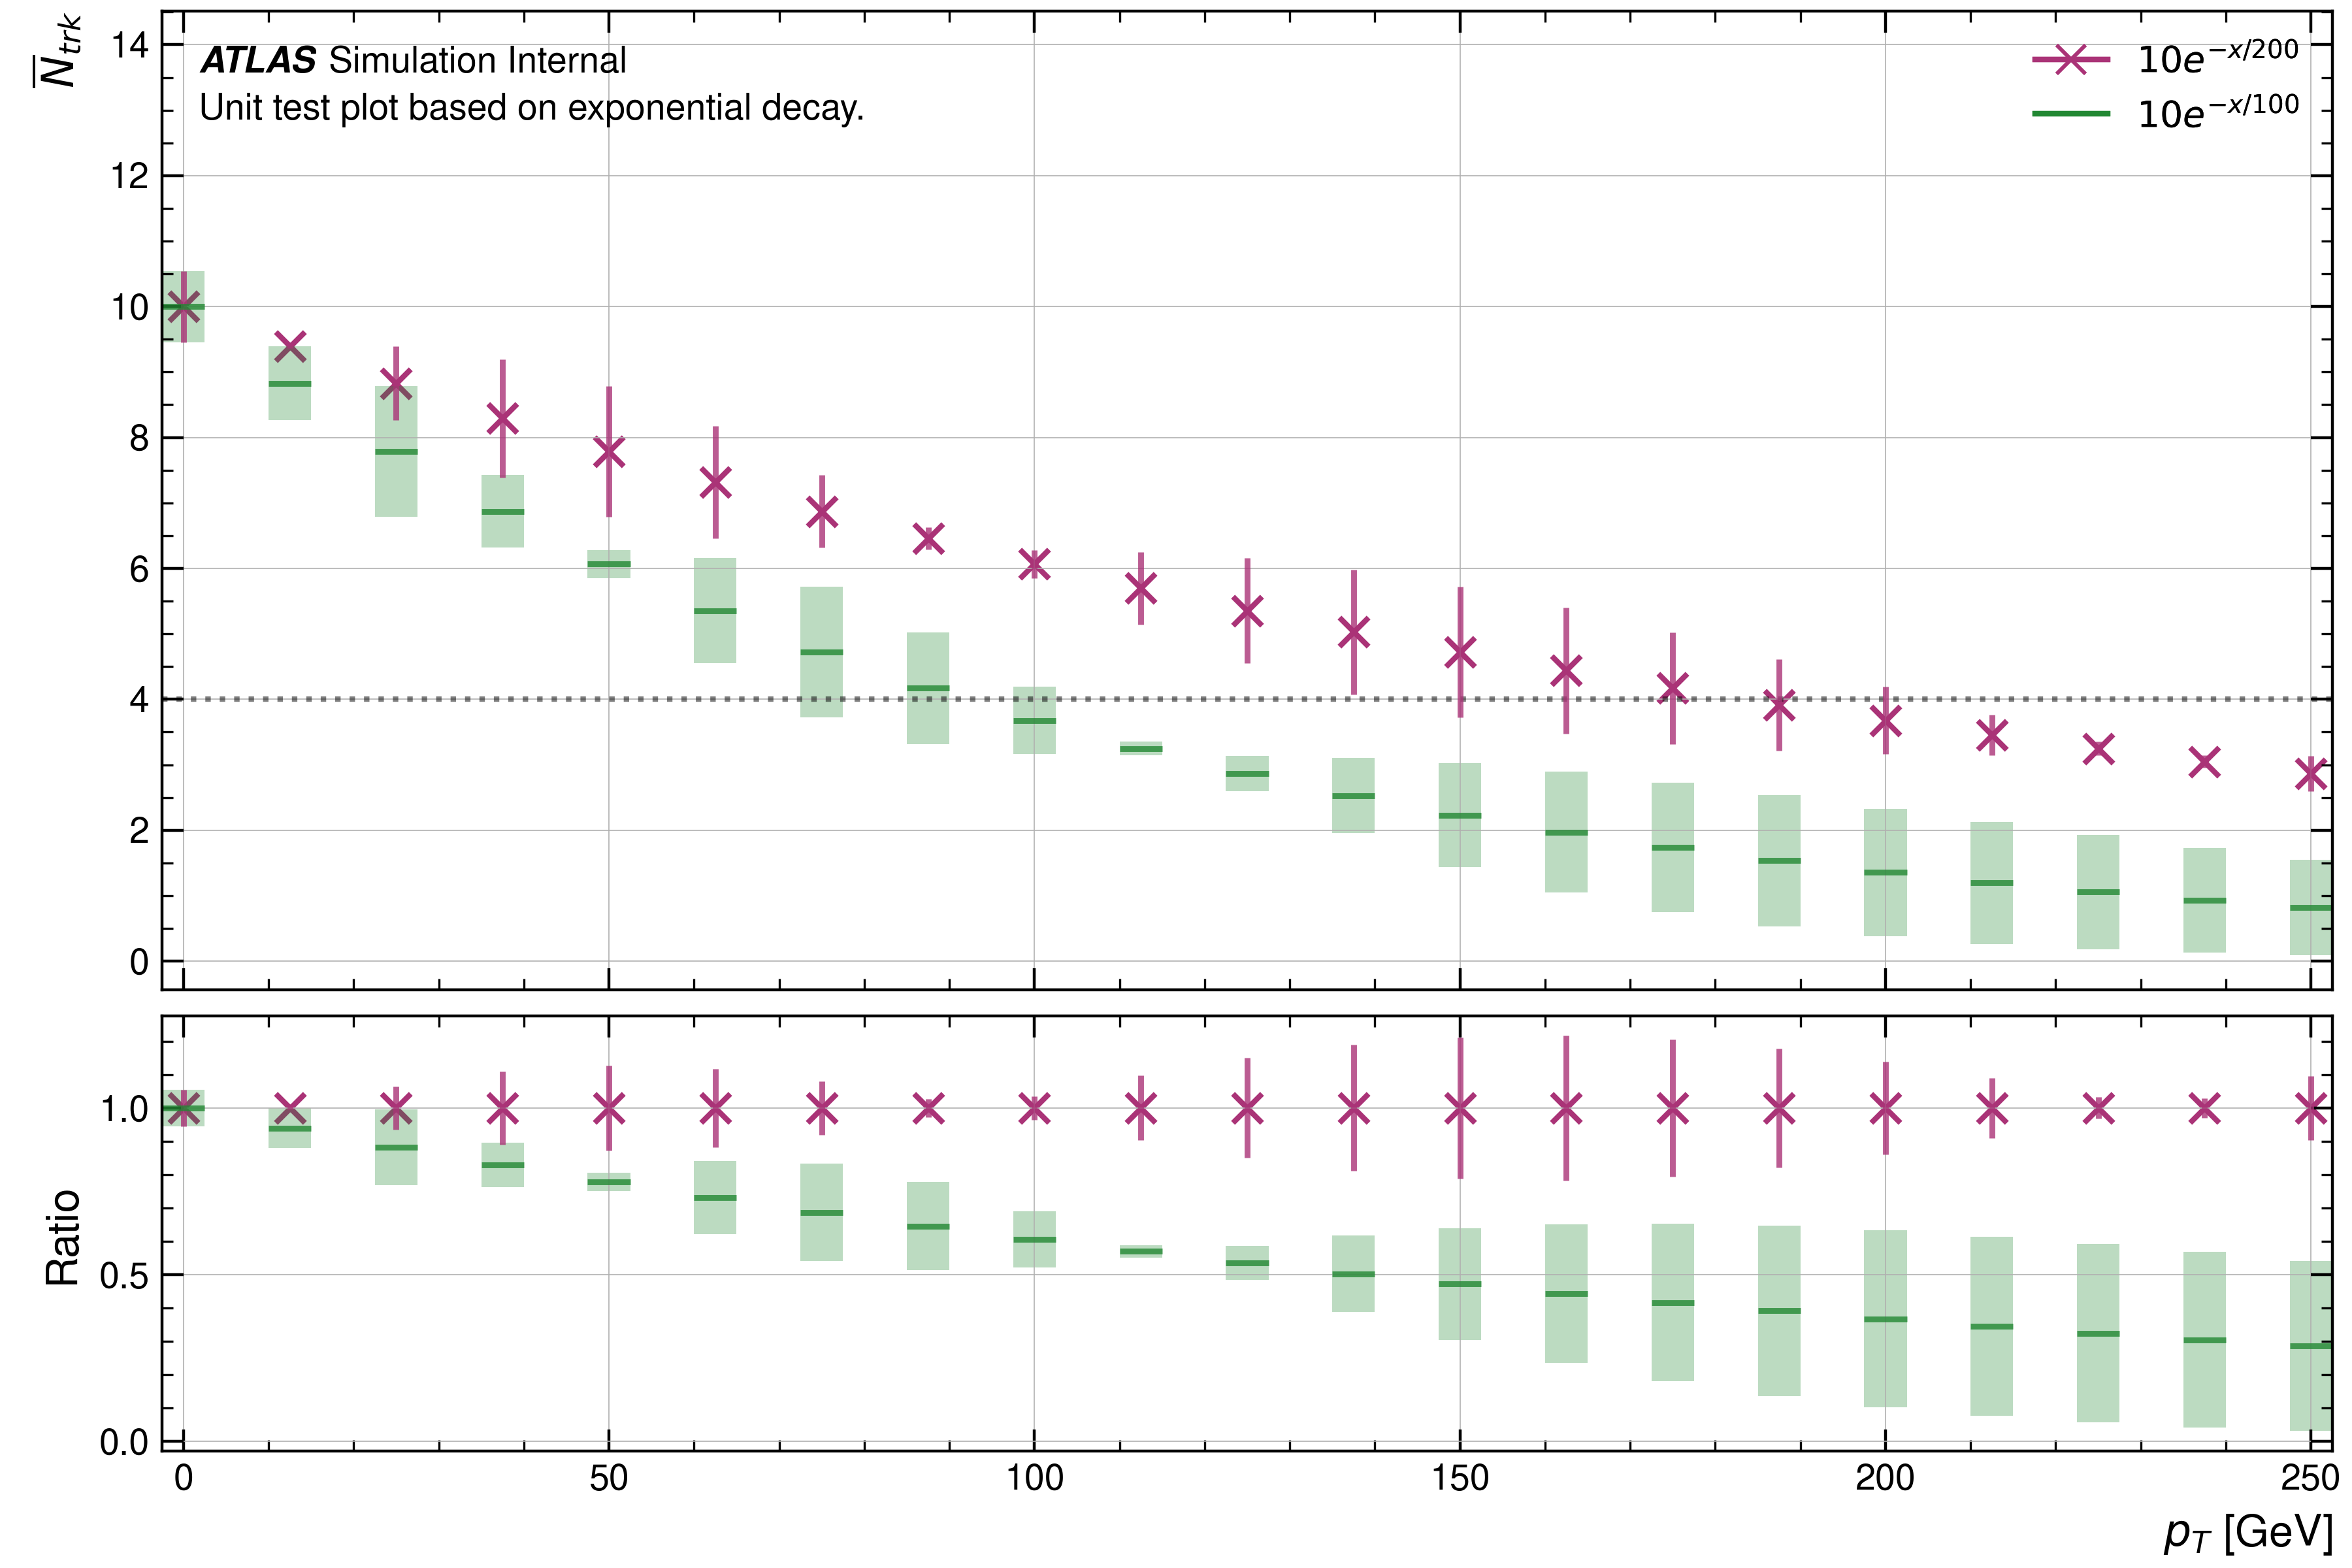 N̅_trk
14
ATLAS Simulation Internal
Unit test plot based on exponential decay.
10e^{−x/200}
10e^{−x/100}
12
10
8
6
4
2
0
Ratio
1.0
0.5
0.0
0 50 100 150 200 250
p_T [GeV]